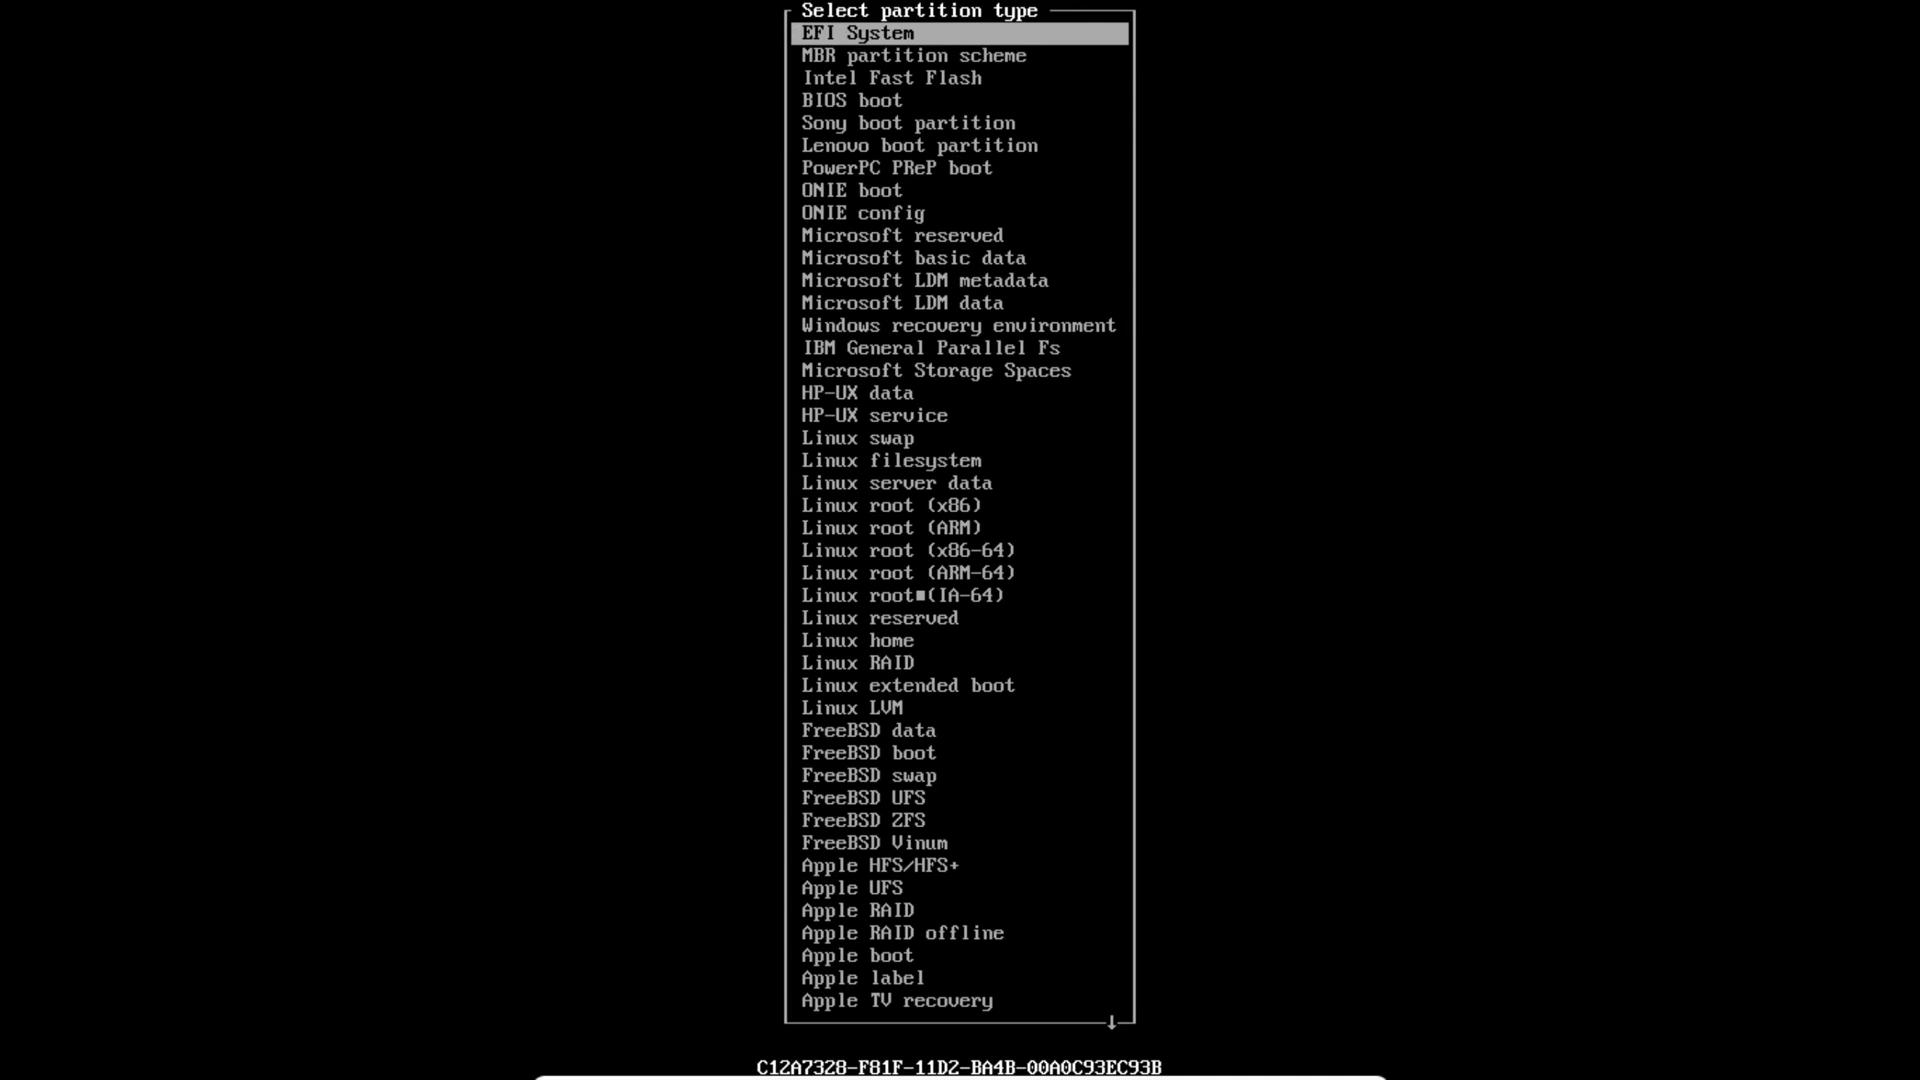 Select partition type
EFI System
MBR partition scheme
Intel Fast Flash
BIOS boot
Sony boot partition
Lenovo boot partition
PowerPC PReP boot
ONIE boot
ONIE config
Microsoft reserved
Microsoft basic data
Microsoft LDM metadata
Microsoft LDM data
Windows recovery environment
IBM General Parallel Fs
Microsoft Storage Spaces
HP-UX data
HP-UX service
Linux swap
Linux filesystem
Linux server data
Linux root (x86)
Linux root (ARM)
Linux root (x86-64)
Linux root (ARM-64)
Linux root■(IA-64)
Linux reserved
Linux home
Linux RAID
Linux extended boot
Linux LVM
FreeBSD data
FreeBSD boot
FreeBSD swap
FreeBSD UFS
FreeBSD ZFS
FreeBSD Vinum
Apple HFS/HFS+
Apple UFS
Apple RAID
Apple RAID offline
Apple boot
Apple label
Apple TV recovery
C12A7328-F81F-11D2-BA4B-00A0C93EC93B